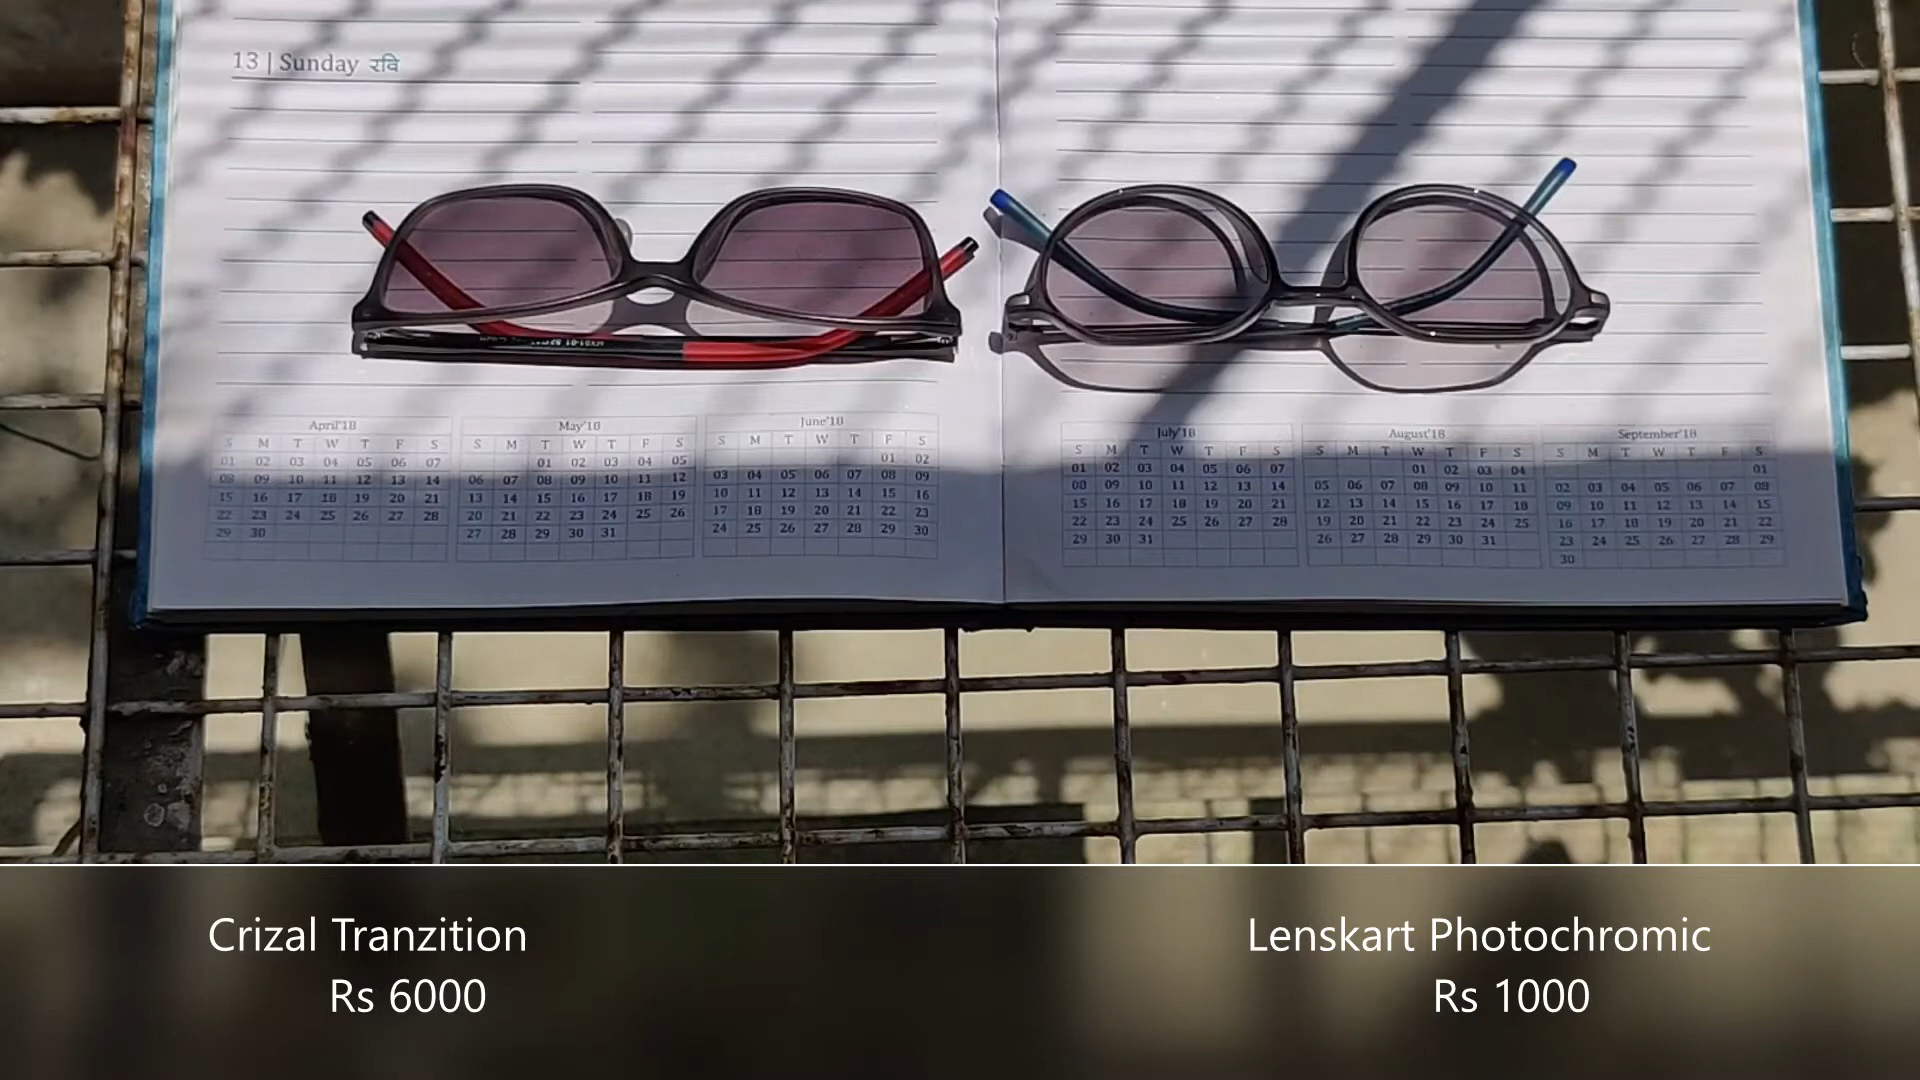 13 | Sunday रवि
April'18
S M T W T F S
01 02 03 04 05 06 07
08 09 10 11 12 13 14
15 16 17 18 19 20 21
22 23 24 25 26 27 28
29 30
May'18
S M T W T F S
01 02 03 04 05
06 07 08 09 10 11 12
13 14 15 16 17 18 19
20 21 22 23 24 25 26
27 28 29 30 31
June'18
S M T W T F S
01 02
03 04 05 06 07 08 09
10 11 12 13 14 15 16
17 18 19 20 21 22 23
24 25 26 27 28 29 30
July'18
S M T W T F S
01 02 03 04 05 06 07
08 09 10 11 12 13 14
15 16 17 18 19 20 21
22 23 24 25 26 27 28
29 30 31
August'18
S M T W T F S
01 02 03 04
05 06 07 08 09 10 11
12 13 14 15 16 17 18
19 20 21 22 23 24 25
26 27 28 29 30 31
September'18
S M T W T F S
01
02 03 04 05 06 07 08
09 10 11 12 13 14 15
16 17 18 19 20 21 22
23 24 25 26 27 28 29
30
Crizal Tranzition
Rs 6000
Lenskart Photochromic
Rs 1000